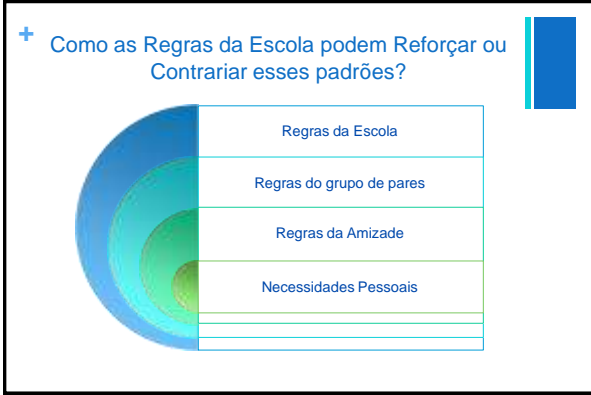 +
Como as Regras da Escola podem Reforçar ou
Contrariar esses padrões?
Regras da Escola
Regras do grupo de pares
Regras da Amizade
Necessidades Pessoais